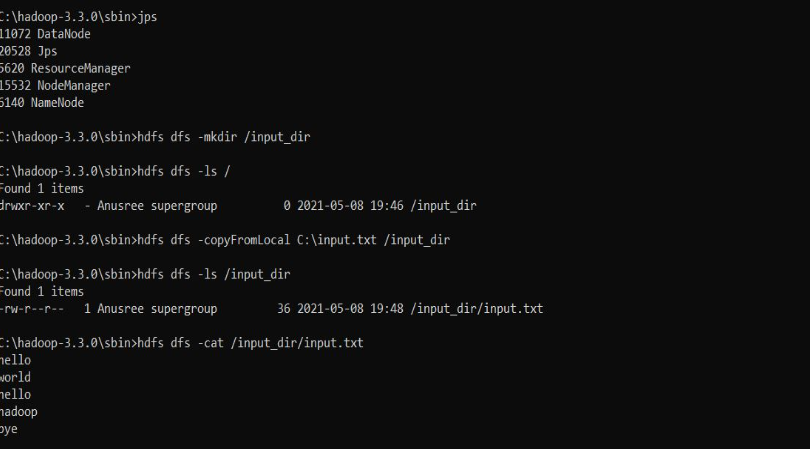 C:\hadoop-3.3.0\sbin>jps
11072 DataNode
20528 Jps
5620 ResourceManager
15532 NodeManager
6140 NameNode
C:\hadoop-3.3.0\sbin>hdfs dfs -mkdir /input_dir
C:\hadoop-3.3.0\sbin>hdfs dfs -ls /
Found 1 items
drwxr-xr-x   - Anusree supergroup          0 2021-05-08 19:46 /input_dir
C:\hadoop-3.3.0\sbin>hdfs dfs -copyFromLocal C:\input.txt /input_dir
C:\hadoop-3.3.0\sbin>hdfs dfs -ls /input_dir
Found 1 items
-rw-r--r--   1 Anusree supergroup         36 2021-05-08 19:48 /input_dir/input.txt
C:\hadoop-3.3.0\sbin>hdfs dfs -cat /input_dir/input.txt
hello
world
hello
hadoop
bye